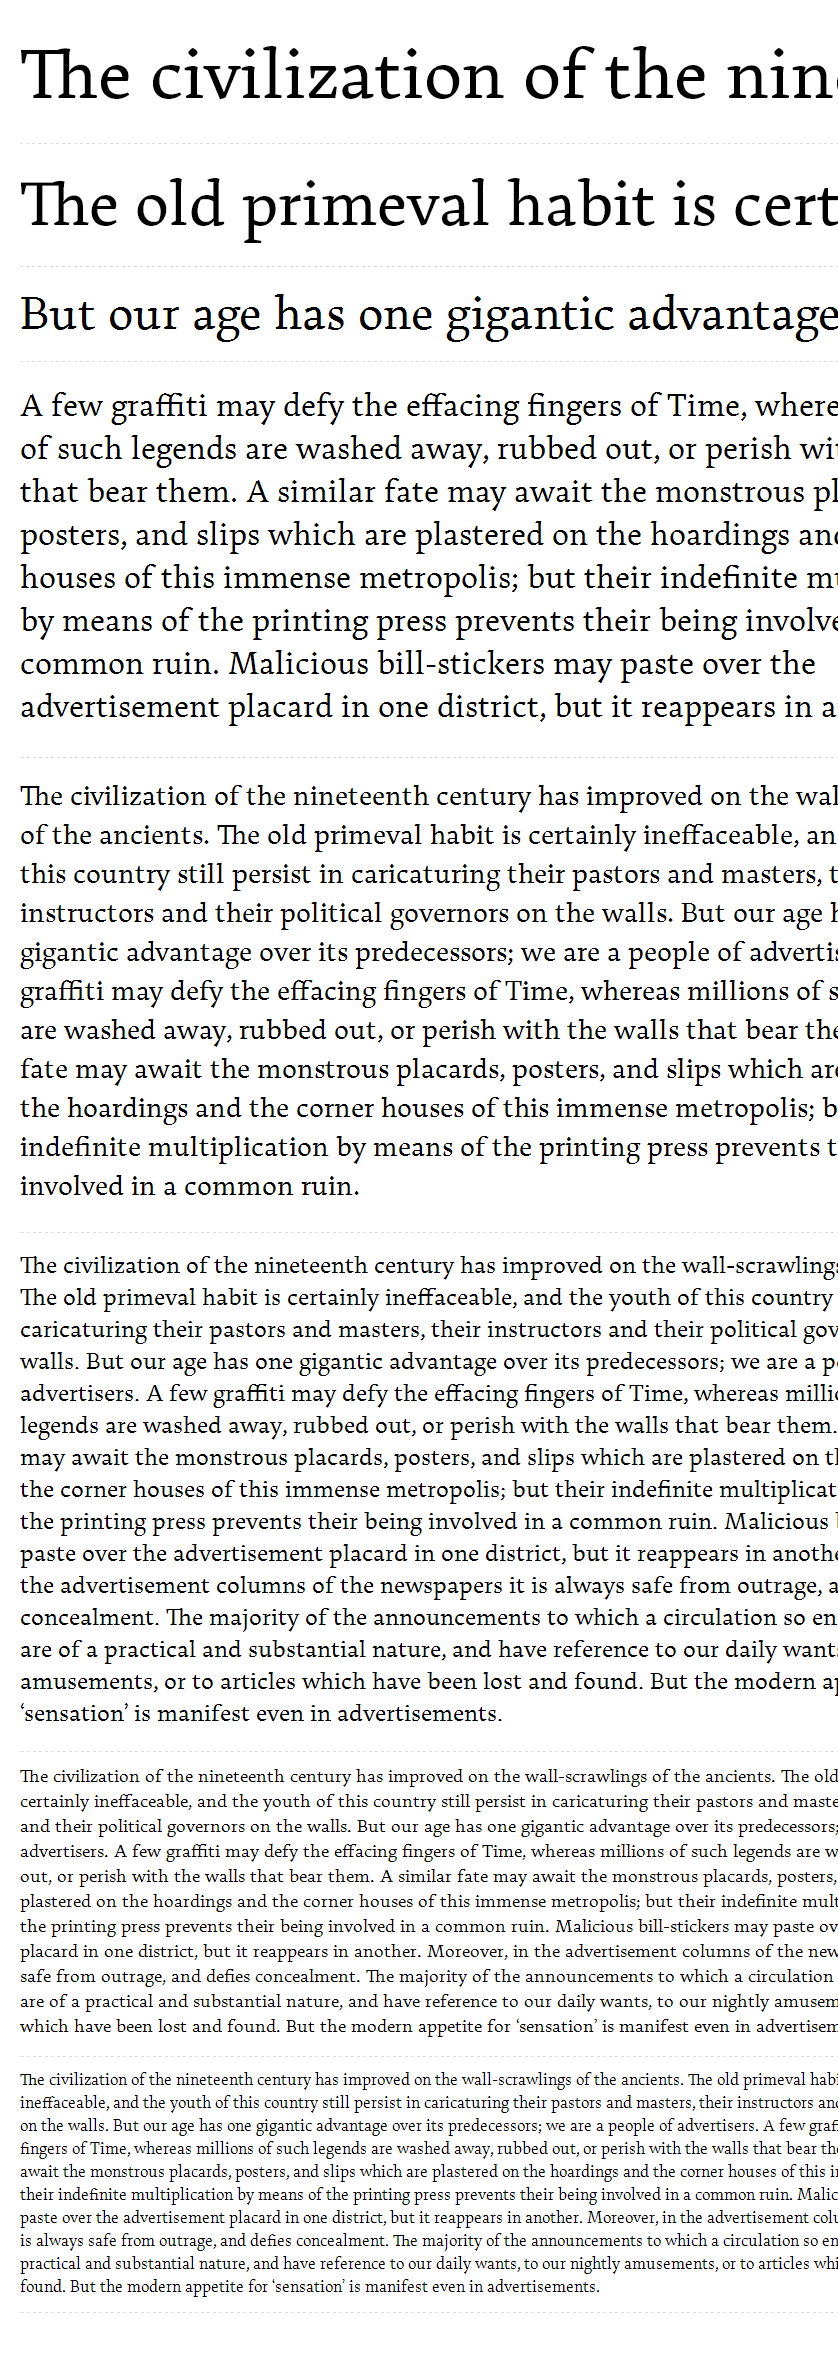 The civilization of the
The old primeval habit is
But our age has one gigantic advantage
A few graffiti may defy the effacing fingers of Time, where
of such legends are washed away, rubbed out, or perish
that bear them. A similar fate may await the monstrous
posters, and slips which are plastered on the hoardings
houses of this immense metropolis; but their indefinite
by means of the printing press prevents their being
common ruin. Malicious bill-stickers may paste over the
advertisement placard in one district, but it reappears in
The civilization of the nineteenth century has improved on the
of the ancients. The old primeval habit is certainly ineffaceable,
this country still persist in caricaturing their pastors and masters,
instructors and their political governors on the walls. But our age
gigantic advantage over its predecessors; we are a people of
graffiti may defy the effacing fingers of Time, whereas millions of
are washed away, rubbed out, or perish with the walls that bear
fate may await the monstrous placards, posters, and slips which
the hoardings and the corner houses of this immense metropolis;
indefinite multiplication by means of the printing press prevents
involved in a common ruin.
The civilization of the nineteenth century has improved on the
The old primeval habit is certainly ineffaceable, and the youth of this country
caricaturing their pastors and masters, their instructors and their political
walls. But our age has one gigantic advantage over its predecessors; we are a
advertisers. A few graffiti may defy the effacing fingers of Time, whereas
legends are washed away, rubbed out, or perish with the walls that bear them.
may await the monstrous placards, posters, and slips which are plastered on
the corner houses of this immense metropolis; but their indefinite
the printing press prevents their being involved in a common ruin. Malicious
paste over the advertisement placard in one district, but it reappears in
the advertisement columns of the newspapers it is always safe from outrage,
concealment. The majority of the announcements to which a circulation so
are of a practical and substantial nature, and have reference to our daily
amusements, or to articles which have been lost and found. But the modern
‘sensation’ is manifest even in advertisements.
The civilization of the nineteenth century has improved on the wall-scrawlings of the ancients. The old
certainly ineffaceable, and the youth of this country still persist in caricaturing their pastors and
and their political governors on the walls. But our age has one gigantic advantage over its predecessors;
advertisers. A few graffiti may defy the effacing fingers of Time, whereas millions of such legends are
out, or perish with the walls that bear them. A similar fate may await the monstrous placards, posters,
plastered on the hoardings and the corner houses of this immense metropolis; but their indefinite
the printing press prevents their being involved in a common ruin. Malicious bill-stickers may paste
placard in one district, but it reappears in another. Moreover, in the advertisement columns of the
safe from outrage, and defies concealment. The majority of the announcements to which a circulation
are of a practical and substantial nature, and have reference to our daily wants, to our nightly
which have been lost and found. But the modern appetite for ‘sensation’ is manifest even in
The civilization of the nineteenth century has improved on the wall-scrawlings of the ancients. The old primeval
ineffaceable, and the youth of this country still persist in caricaturing their pastors and masters, their instructors
on the walls. But our age has one gigantic advantage over its predecessors; we are a people of advertisers. A few
fingers of Time, whereas millions of such legends are washed away, rubbed out, or perish with the walls that bear
await the monstrous placards, posters, and slips which are plastered on the hoardings and the corner houses of this
their indefinite multiplication by means of the printing press prevents their being involved in a common ruin.
paste over the advertisement placard in one district, but it reappears in another. Moreover, in the advertisement
is always safe from outrage, and defies concealment. The majority of the announcements to which a circulation so
practical and substantial nature, and have reference to our daily wants, to our nightly amusements, or to articles
found. But the modern appetite for ‘sensation’ is manifest even in advertisements.